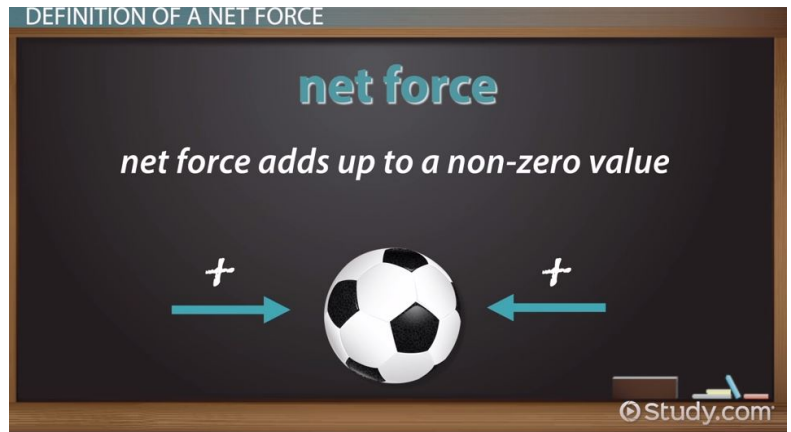 DEFINITION OF A NET FORCE
net force
net force adds up to a non-zero value
+ +
Study.com